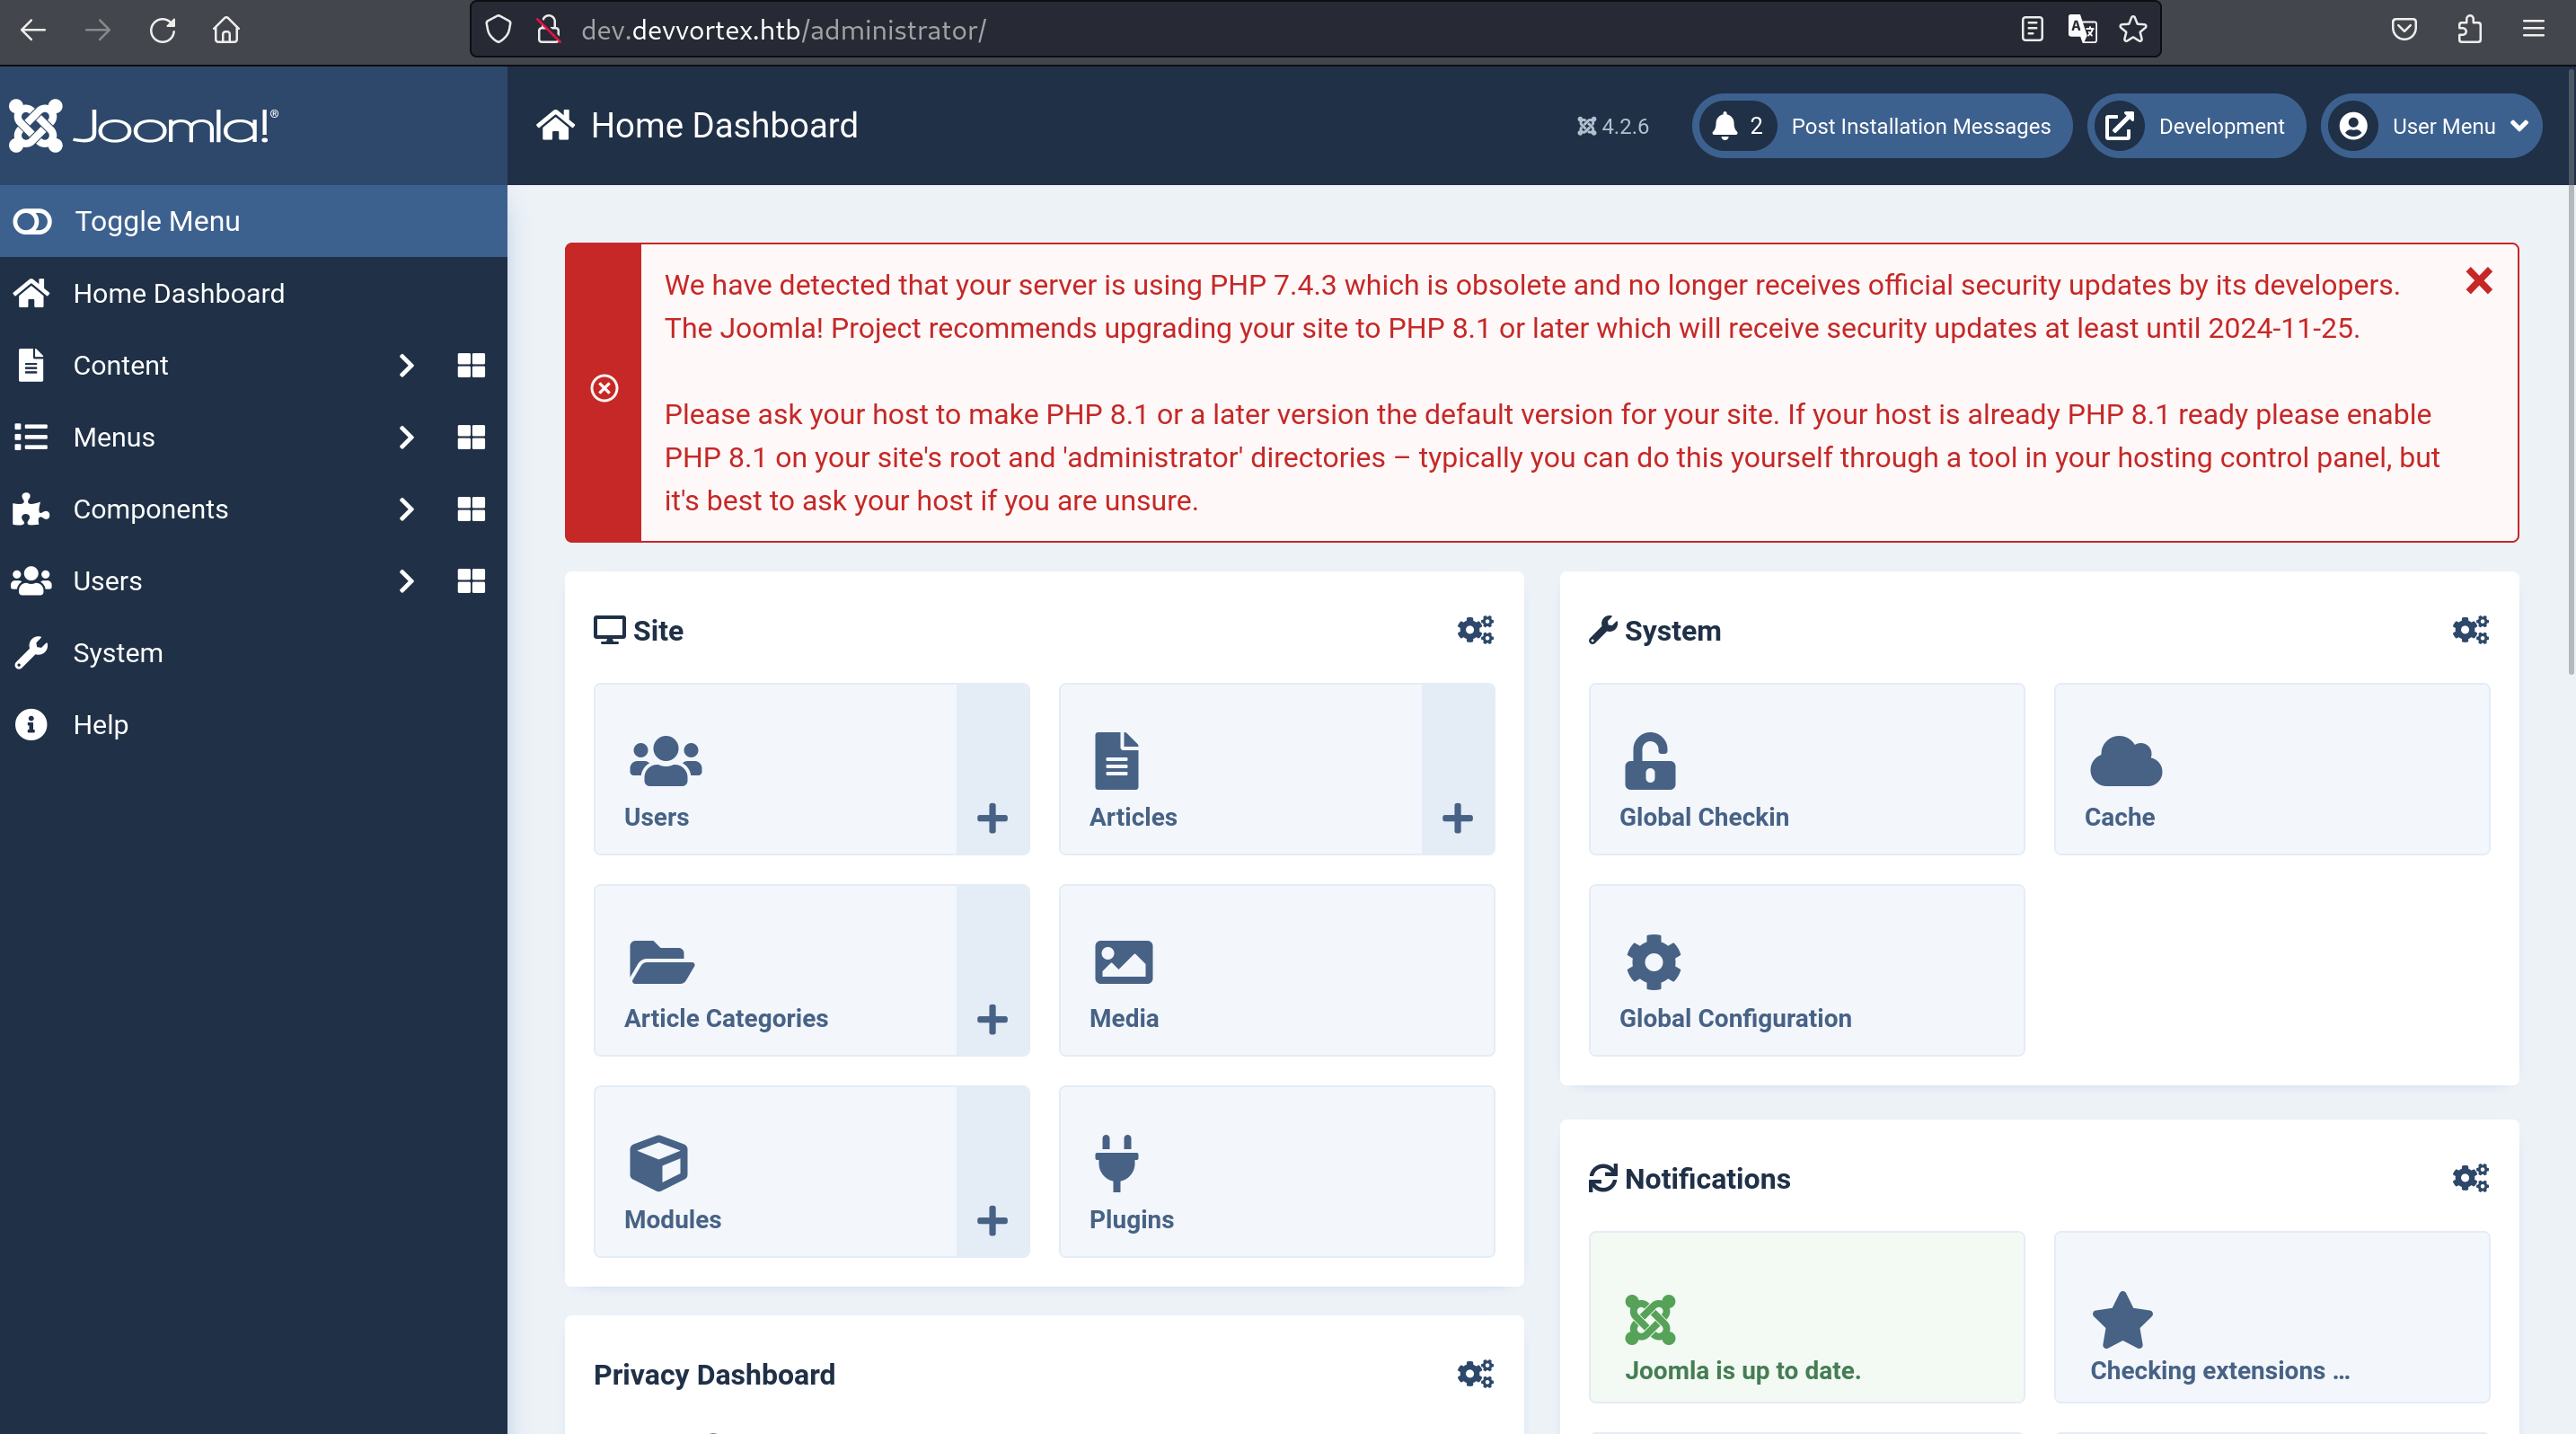 dev.devvortex.htb/administrator/
Joomla!®
Home Dashboard
4.2.6
2
Post Installation Messages
Development
User Menu
Toggle Menu
Home Dashboard
Content
Menus
Components
Users
System
Help
We have detected that your server is using PHP 7.4.3 which is obsolete and no longer receives official security updates by its developers.
The Joomla! Project recommends upgrading your site to PHP 8.1 or later which will receive security updates at least until 2024-11-25.
Please ask your host to make PHP 8.1 or a later version the default version for your site. If your host is already PHP 8.1 ready please enable
PHP 8.1 on your site's root and 'administrator' directories – typically you can do this yourself through a tool in your hosting control panel, but
it's best to ask your host if you are unsure.
Site
Users
Articles
Article Categories
Media
Modules
Plugins
Privacy Dashboard
System
Global Checkin
Cache
Global Configuration
Notifications
Joomla is up to date.
Checking extensions ...